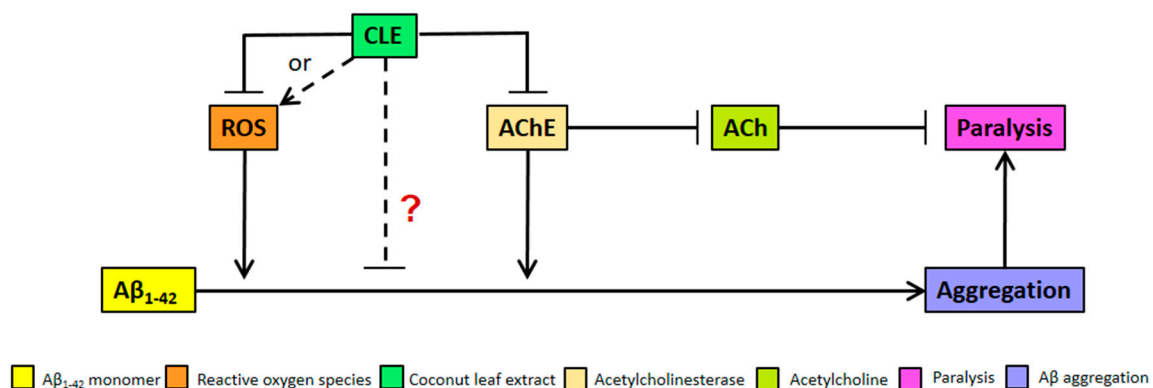 CLE
or
ROS
AChE
ACh
Paralysis
?
Aβ1-42
Aggregation
Aβ1-42 monomer
Reactive oxygen species
Coconut leaf extract
Acetylcholinesterase
Acetylcholine
Paralysis
Aβ aggregation